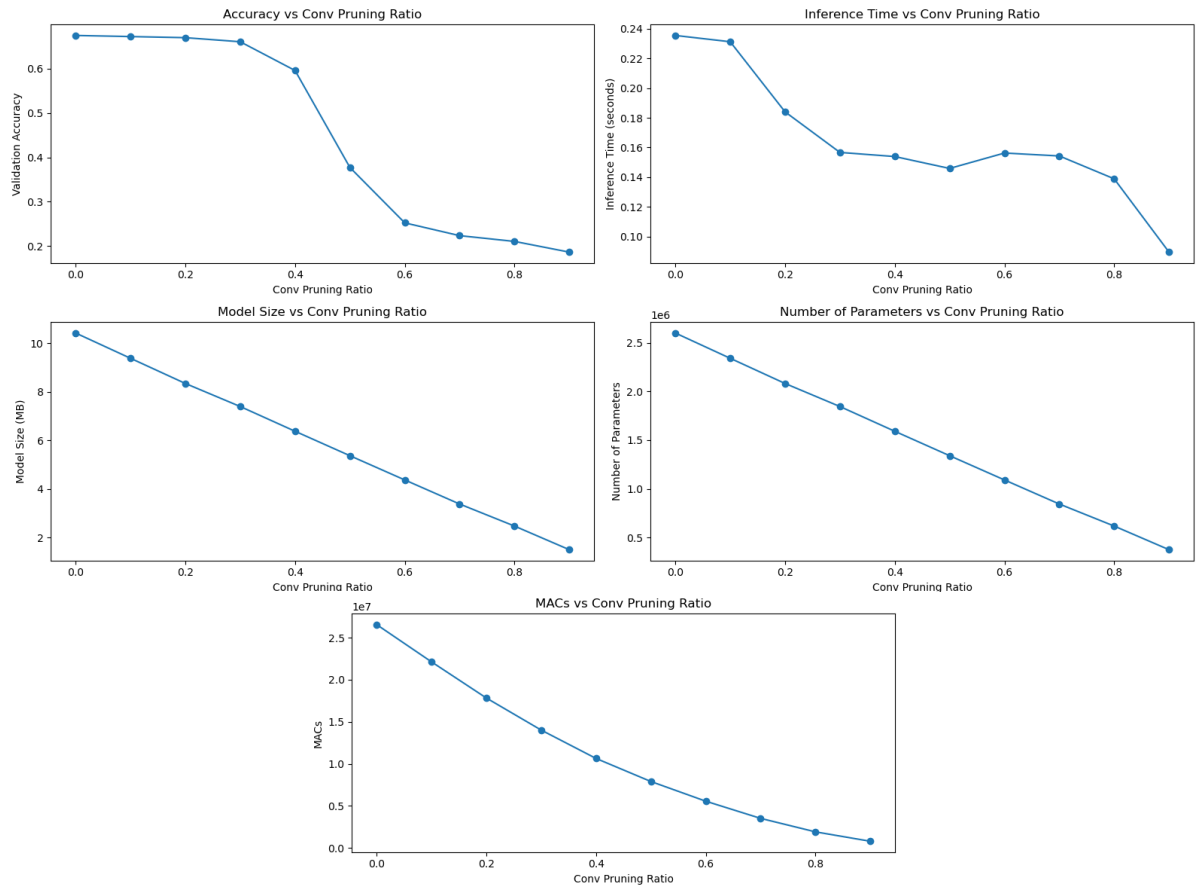 Accuracy vs Conv Pruning Ratio
Validation Accuracy
0.6
0.5
0.4
0.3
0.2
0.0 0.2 0.4 0.6 0.8
Conv Pruning Ratio
Inference Time vs Conv Pruning Ratio
Inference Time (seconds)
0.24
0.22
0.20
0.18
0.16
0.14
0.12
0.10
0.0 0.2 0.4 0.6 0.8
Conv Pruning Ratio
Model Size vs Conv Pruning Ratio
Model Size (MB)
10
8
6
4
2
0.0 0.2 0.4 0.6 0.8
Conv Pruning Ratio
Number of Parameters vs Conv Pruning Ratio
1e6
Number of Parameters
2.5
2.0
1.5
1.0
0.5
0.0 0.2 0.4 0.6 0.8
Conv Pruning Ratio
MACs vs Conv Pruning Ratio
1e7
MACs
2.5
2.0
1.5
1.0
0.5
0.0
0.0 0.2 0.4 0.6 0.8
Conv Pruning Ratio